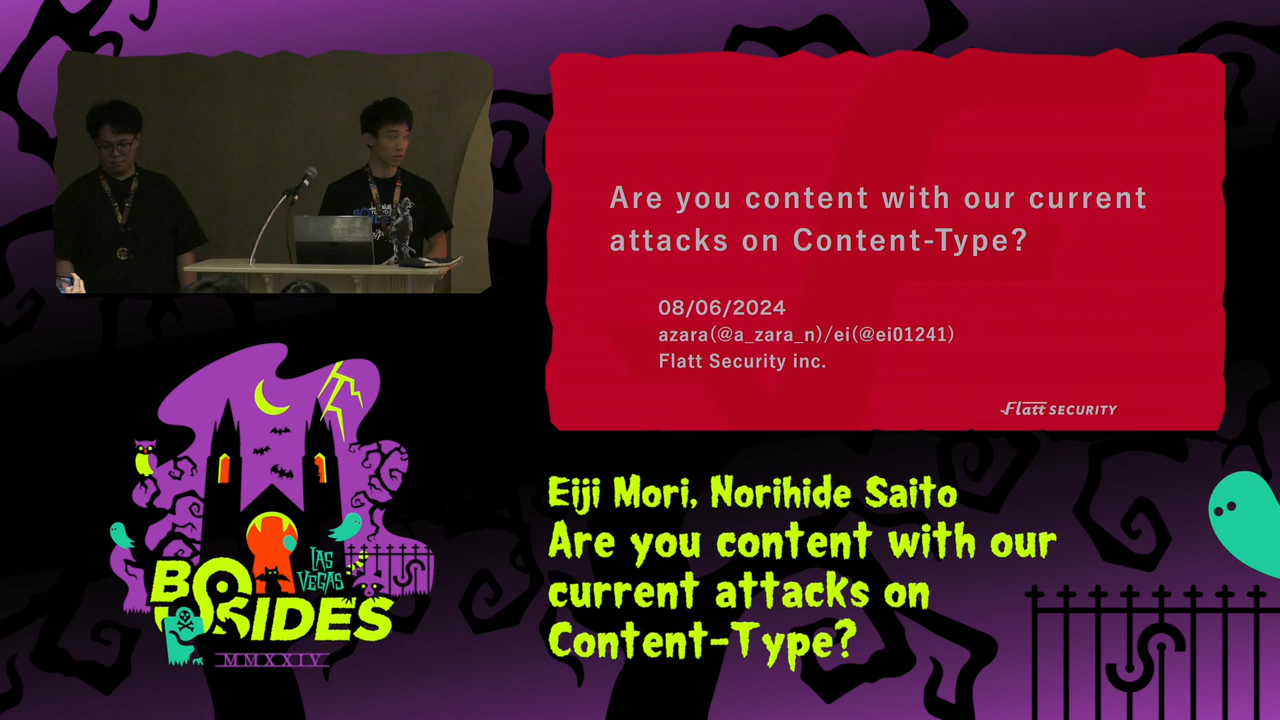 Are you content with our current
attacks on Content-Type?
08/06/2024
azara(@a_zara_n)/ei(@ei01241)
Flatt Security inc.
Flatt SECURITY
LAS
VEGAS
BSIDES
MMXXIV
Eiji Mori, Norihide Saito
Are you content with our
current attacks on
Content-Type?